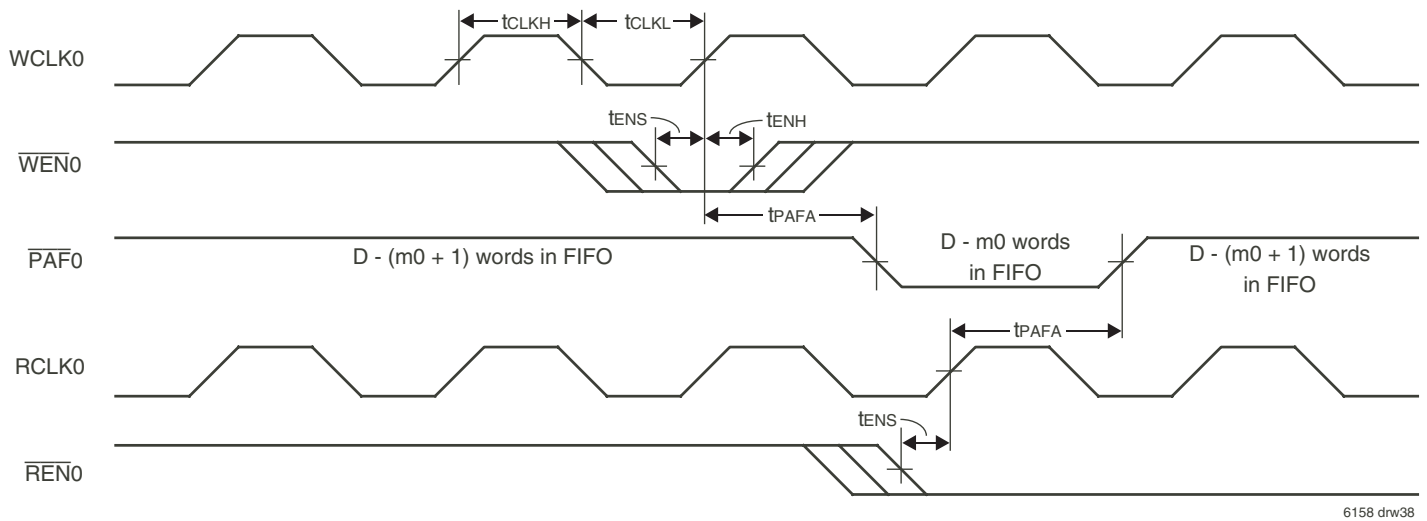 tCLKH
tCLKL
WCLK0
tENS
tENH
WEN0
tPAFA
PAF0
D - (m0 + 1) words in FIFO
D - m0 words
in FIFO
D - (m0 + 1) words
in FIFO
tPAFA
RCLK0
tENS
REN0
6158 drw38